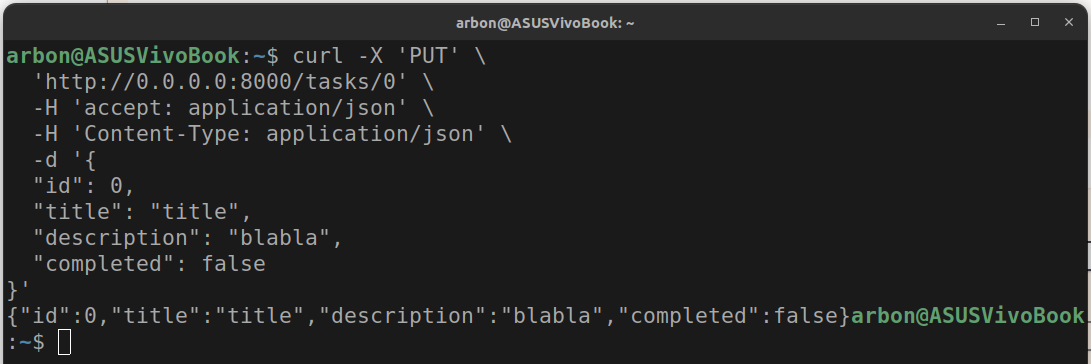 arbon@ASUSVivoBook: ~
arbon@ASUSVivoBook:~$ curl -X 'PUT' \
  'http://0.0.0.0:8000/tasks/0' \
  -H 'accept: application/json' \
  -H 'Content-Type: application/json' \
  -d '{
  "id": 0,
  "title": "title",
  "description": "blabla",
  "completed": false
}'
{"id":0,"title":"title","description":"blabla","completed":false}arbon@ASUSVivoBook
:~$